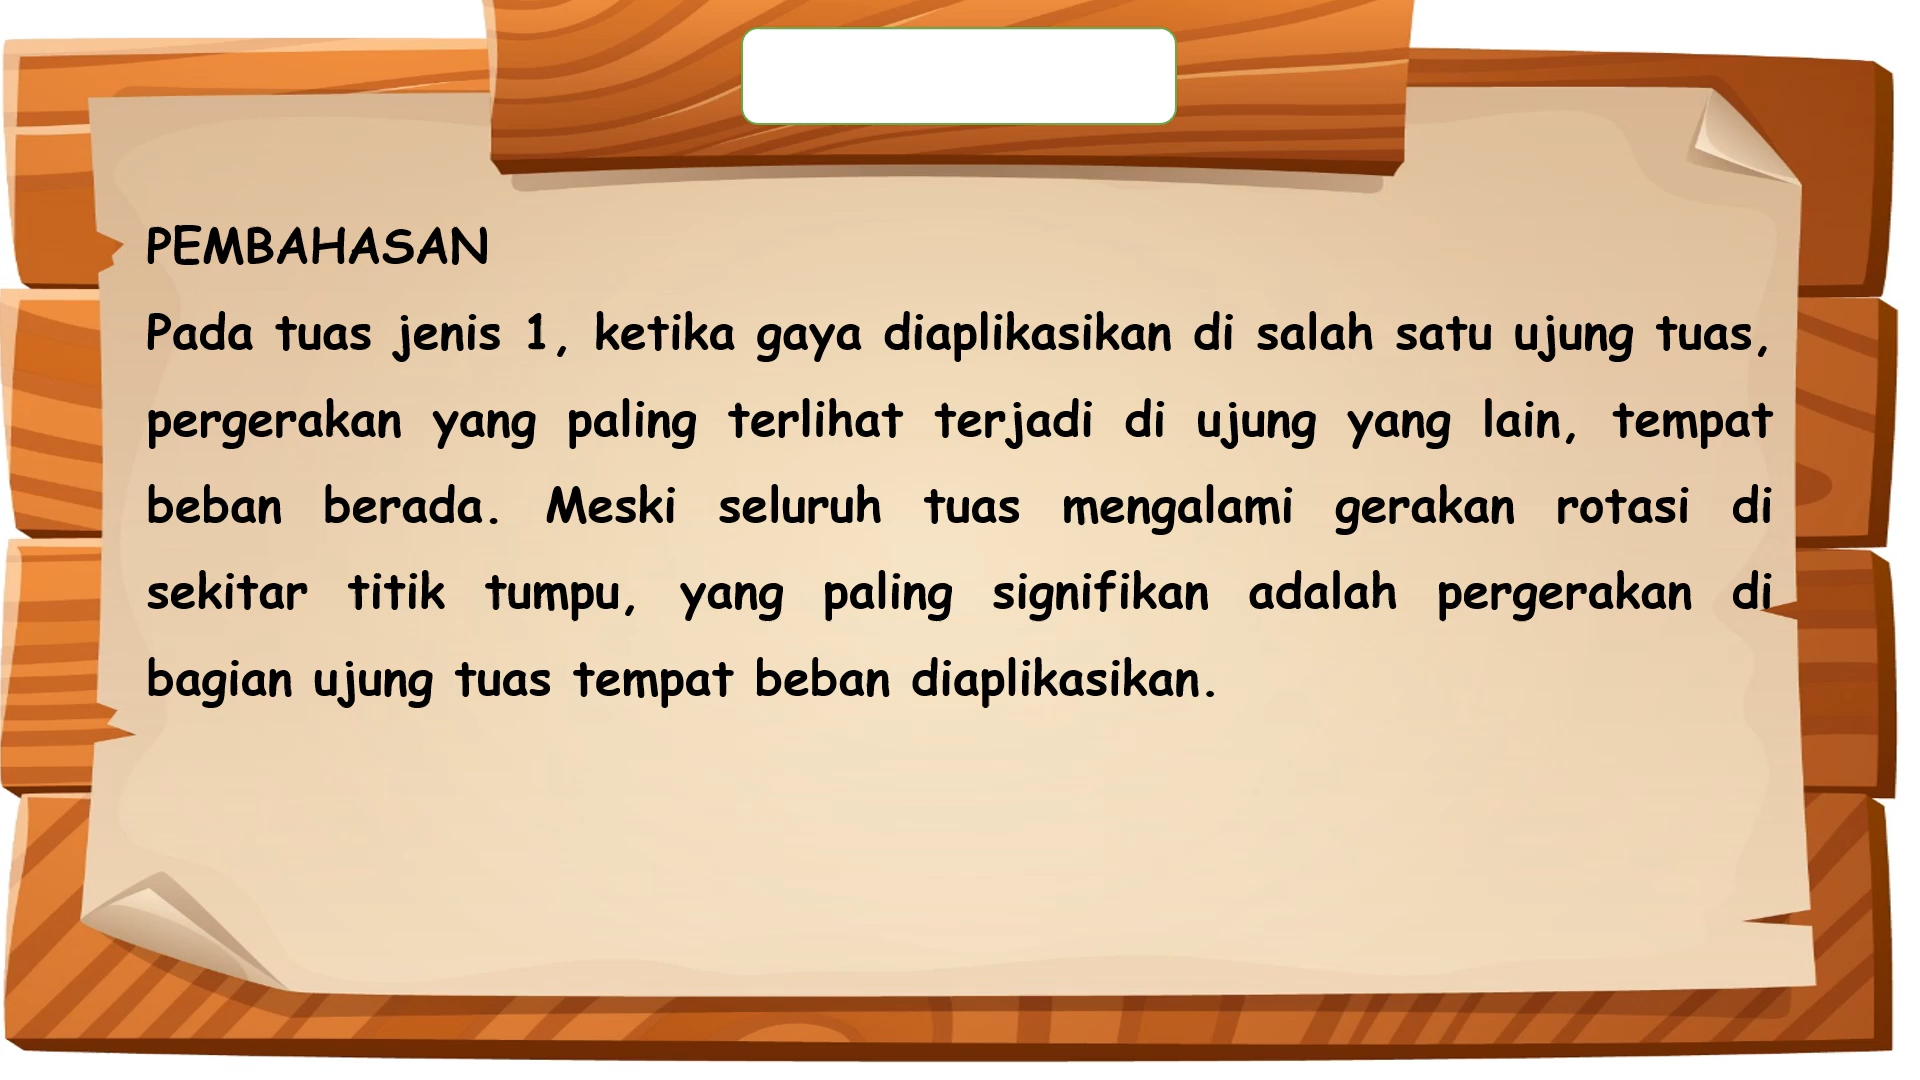 PEMBAHASAN
Pada tuas jenis 1, ketika gaya diaplikasikan di salah satu ujung tuas,
pergerakan yang paling terlihat terjadi di ujung yang lain, tempat
beban berada. Meski seluruh tuas mengalami gerakan rotasi di
sekitar titik tumpu, yang paling signifikan adalah pergerakan di
bagian ujung tuas tempat beban diaplikasikan.